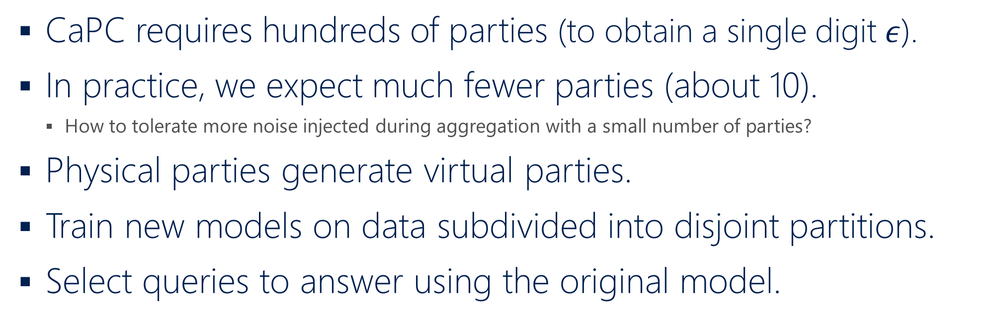 ▪ CaPC requires hundreds of parties (to obtain a single digit ϵ).
▪ In practice, we expect much fewer parties (about 10).
▪ How to tolerate more noise injected during aggregation with a small number of parties?
▪ Physical parties generate virtual parties.
▪ Train new models on data subdivided into disjoint partitions.
▪ Select queries to answer using the original model.